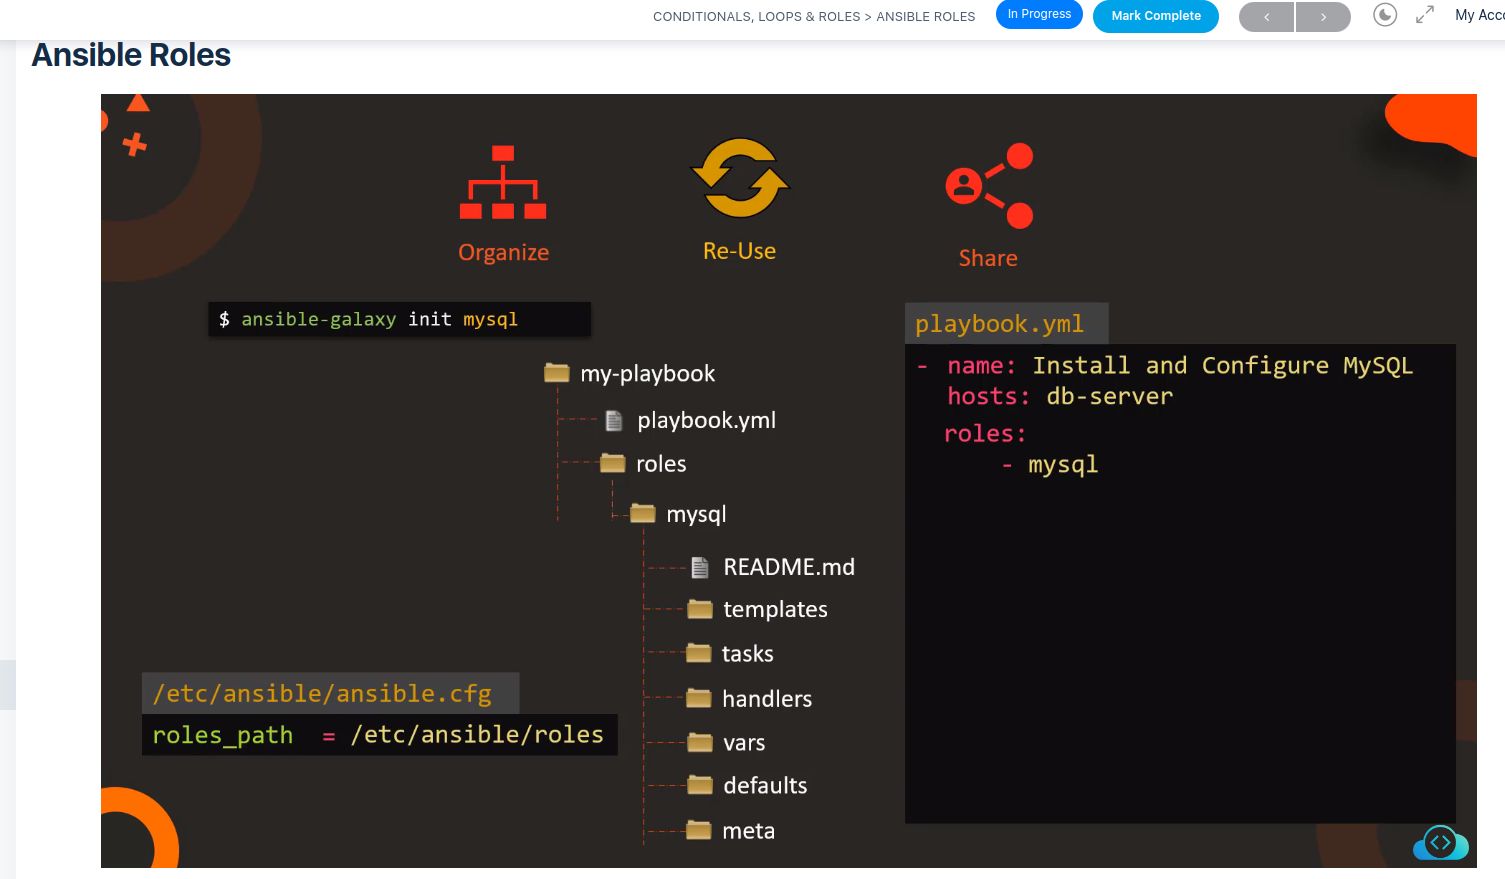 CONDITIONALS, LOOPS & ROLES > ANSIBLE ROLES
In Progress
Mark Complete
My Acco
Ansible Roles
Organize
Re-Use
Share
$ ansible-galaxy init mysql
my-playbook
playbook.yml
roles
mysql
README.md
templates
tasks
handlers
vars
defaults
meta
/etc/ansible/ansible.cfg
roles_path = /etc/ansible/roles
playbook.yml
- name: Install and Configure MySQL
hosts: db-server
roles:
- mysql